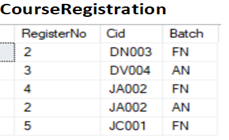 CourseRegistration
RegisterNo Cid Batch
2 DN003 FN
3 DV004 AN
4 JA002 FN
2 JA002 AN
5 JC001 FN